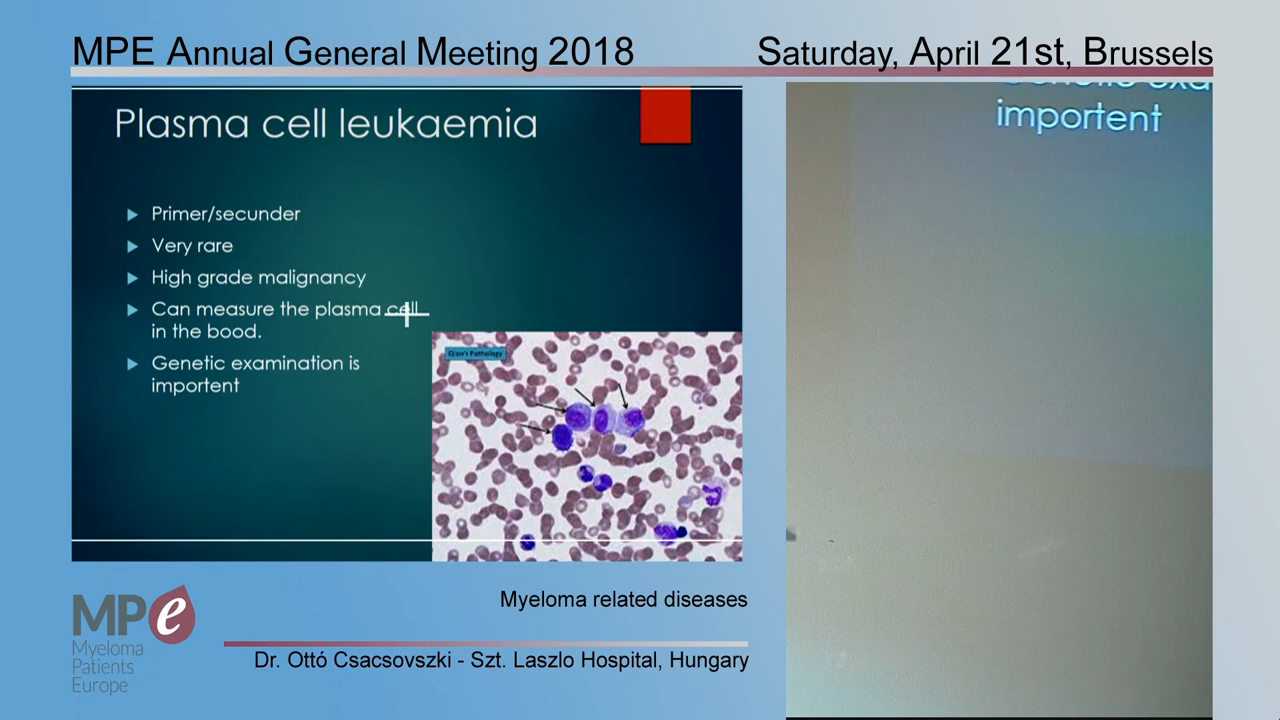 MPE Annual General Meeting 2018
Saturday, April 21st, Brussels
Plasma cell leukaemia
Primer/secunder
Very rare
High grade malignancy
Can measure the plasma cell
in the bood.
Genetic examination is
importent
importent
Myeloma related diseases
MPe
Myeloma
Patients
Europe
Dr. Ottó Csacsovszki - Szt. Laszlo Hospital, Hungary